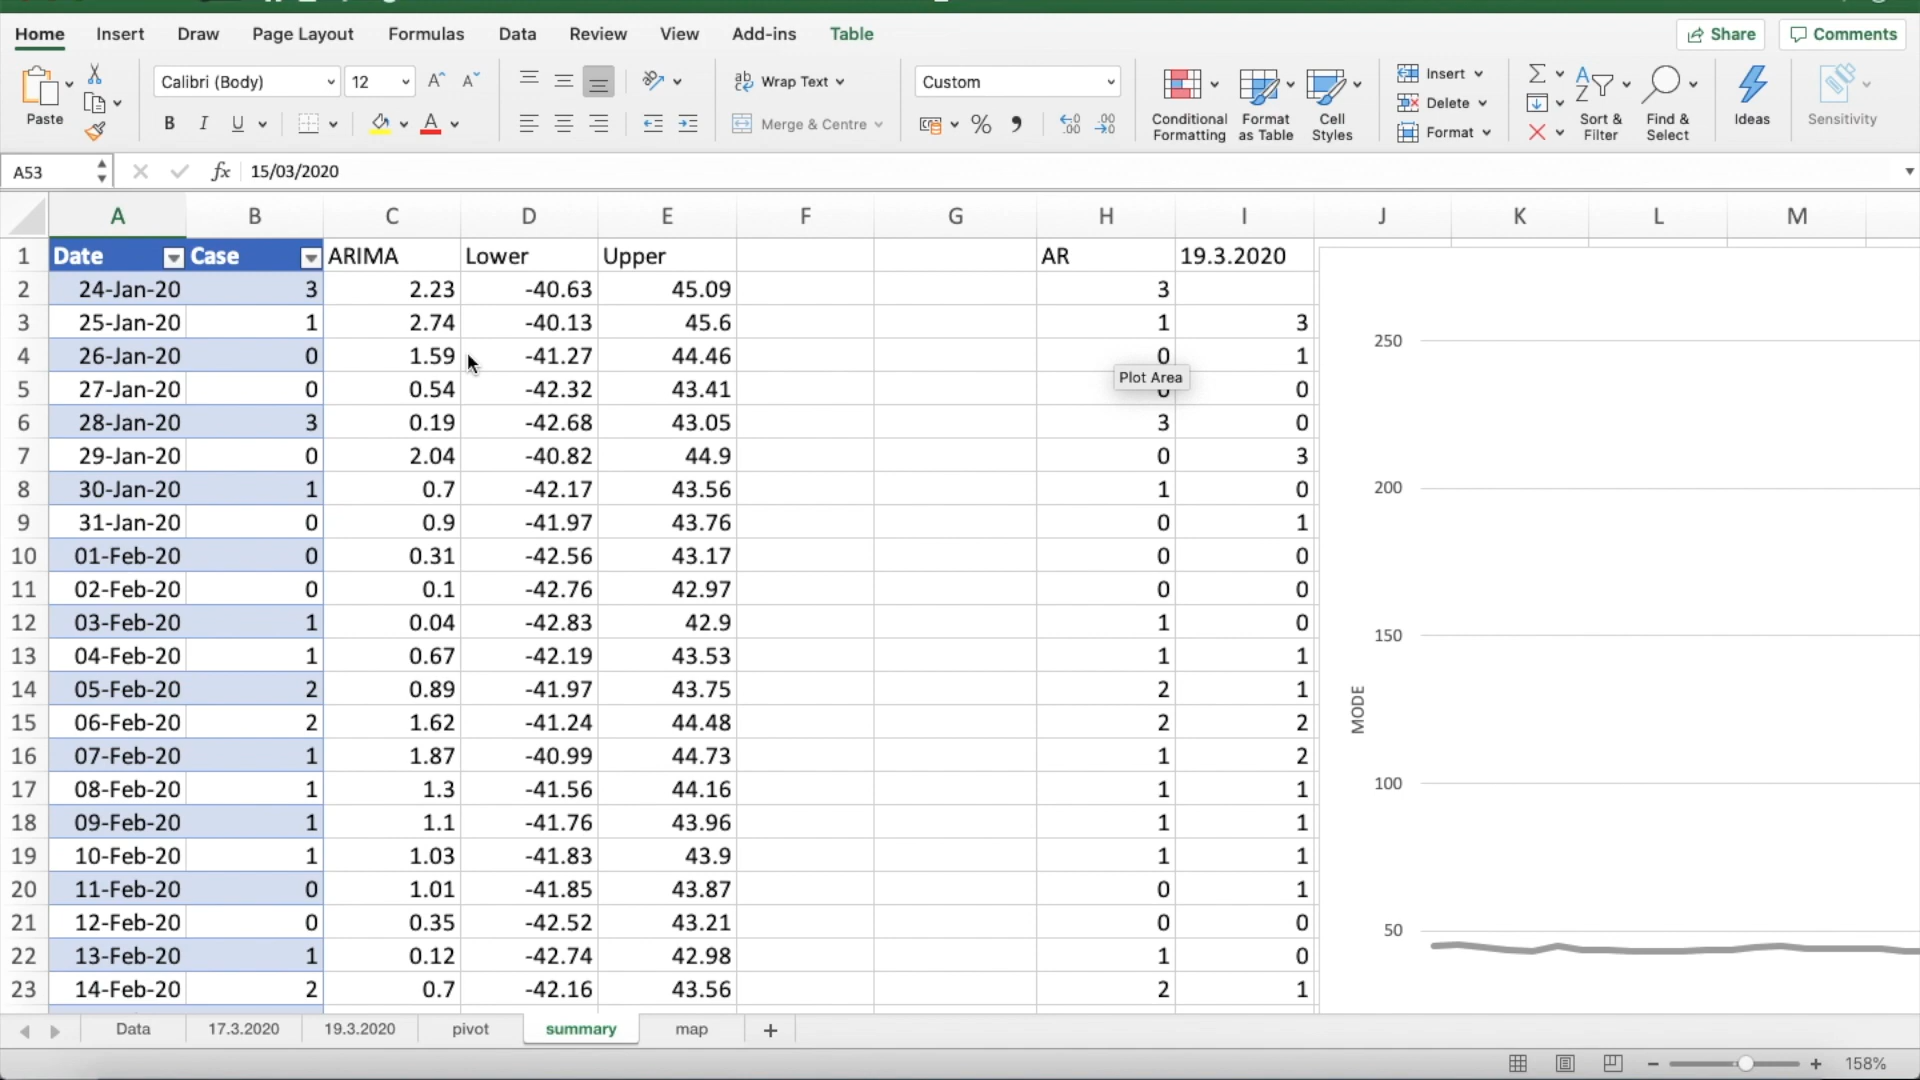 Home Insert Draw Page Layout Formulas Data Review View Add-ins Table Share Comments
Paste
Calibri (Body) 12
B I U
A A
Wrap Text
Merge & Centre
Custom
%
Conditional Formatting
Format as Table
Cell Styles
Insert
Delete
Format
Sort & Filter
Find & Select
Ideas
Sensitivity
A53 fx 15/03/2020
A B C D E F G H I J K L M
1 Date Case ARIMA Lower Upper AR 19.3.2020
2 24-Jan-20 3 2.23 -40.63 45.09 3
3 25-Jan-20 1 2.74 -40.13 45.6 1 3
4 26-Jan-20 0 1.59 -41.27 44.46 0 1
Plot Area
5 27-Jan-20 0 0.54 -42.32 43.41 0 0
6 28-Jan-20 3 0.19 -42.68 43.05 3 0
7 29-Jan-20 0 2.04 -40.82 44.9 0 3
8 30-Jan-20 1 0.7 -42.17 43.56 1 0
9 31-Jan-20 0 0.9 -41.97 43.76 0 1
10 01-Feb-20 0 0.31 -42.56 43.17 0 0
11 02-Feb-20 0 0.1 -42.76 42.97 0 0
12 03-Feb-20 1 0.04 -42.83 42.9 1 0
13 04-Feb-20 1 0.67 -42.19 43.53 1 1
14 05-Feb-20 2 0.89 -41.97 43.75 2 1
15 06-Feb-20 2 1.62 -41.24 44.48 2 2
16 07-Feb-20 1 1.87 -40.99 44.73 1 2
17 08-Feb-20 1 1.3 -41.56 44.16 1 1
18 09-Feb-20 1 1.1 -41.76 43.96 1 1
19 10-Feb-20 1 1.03 -41.83 43.9 1 1
20 11-Feb-20 0 1.01 -41.85 43.87 0 1
21 12-Feb-20 0 0.35 -42.52 43.21 0 0
22 13-Feb-20 1 0.12 -42.74 42.98 1 0
23 14-Feb-20 2 0.7 -42.16 43.56 2 1
250
200
150
100
50
MODE
Data 17.3.2020 19.3.2020 pivot summary map +
158%